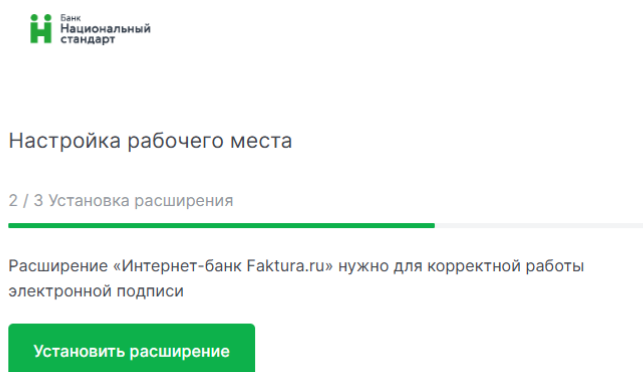 Банк
Национальный
стандарт
Настройка рабочего места
2 / 3 Установка расширения
Расширение «Интернет-банк Faktura.ru» нужно для корректной работы
электронной подписи
Установить расширение